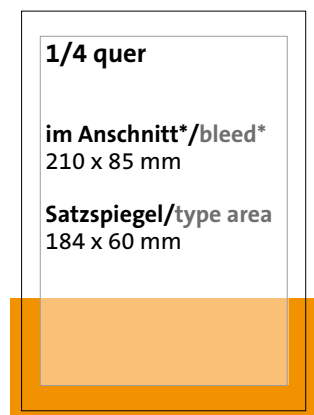 1/4 quer
im Anschnitt*/bleed*
210 x 85 mm
Satzspiegel/type area
184 x 60 mm